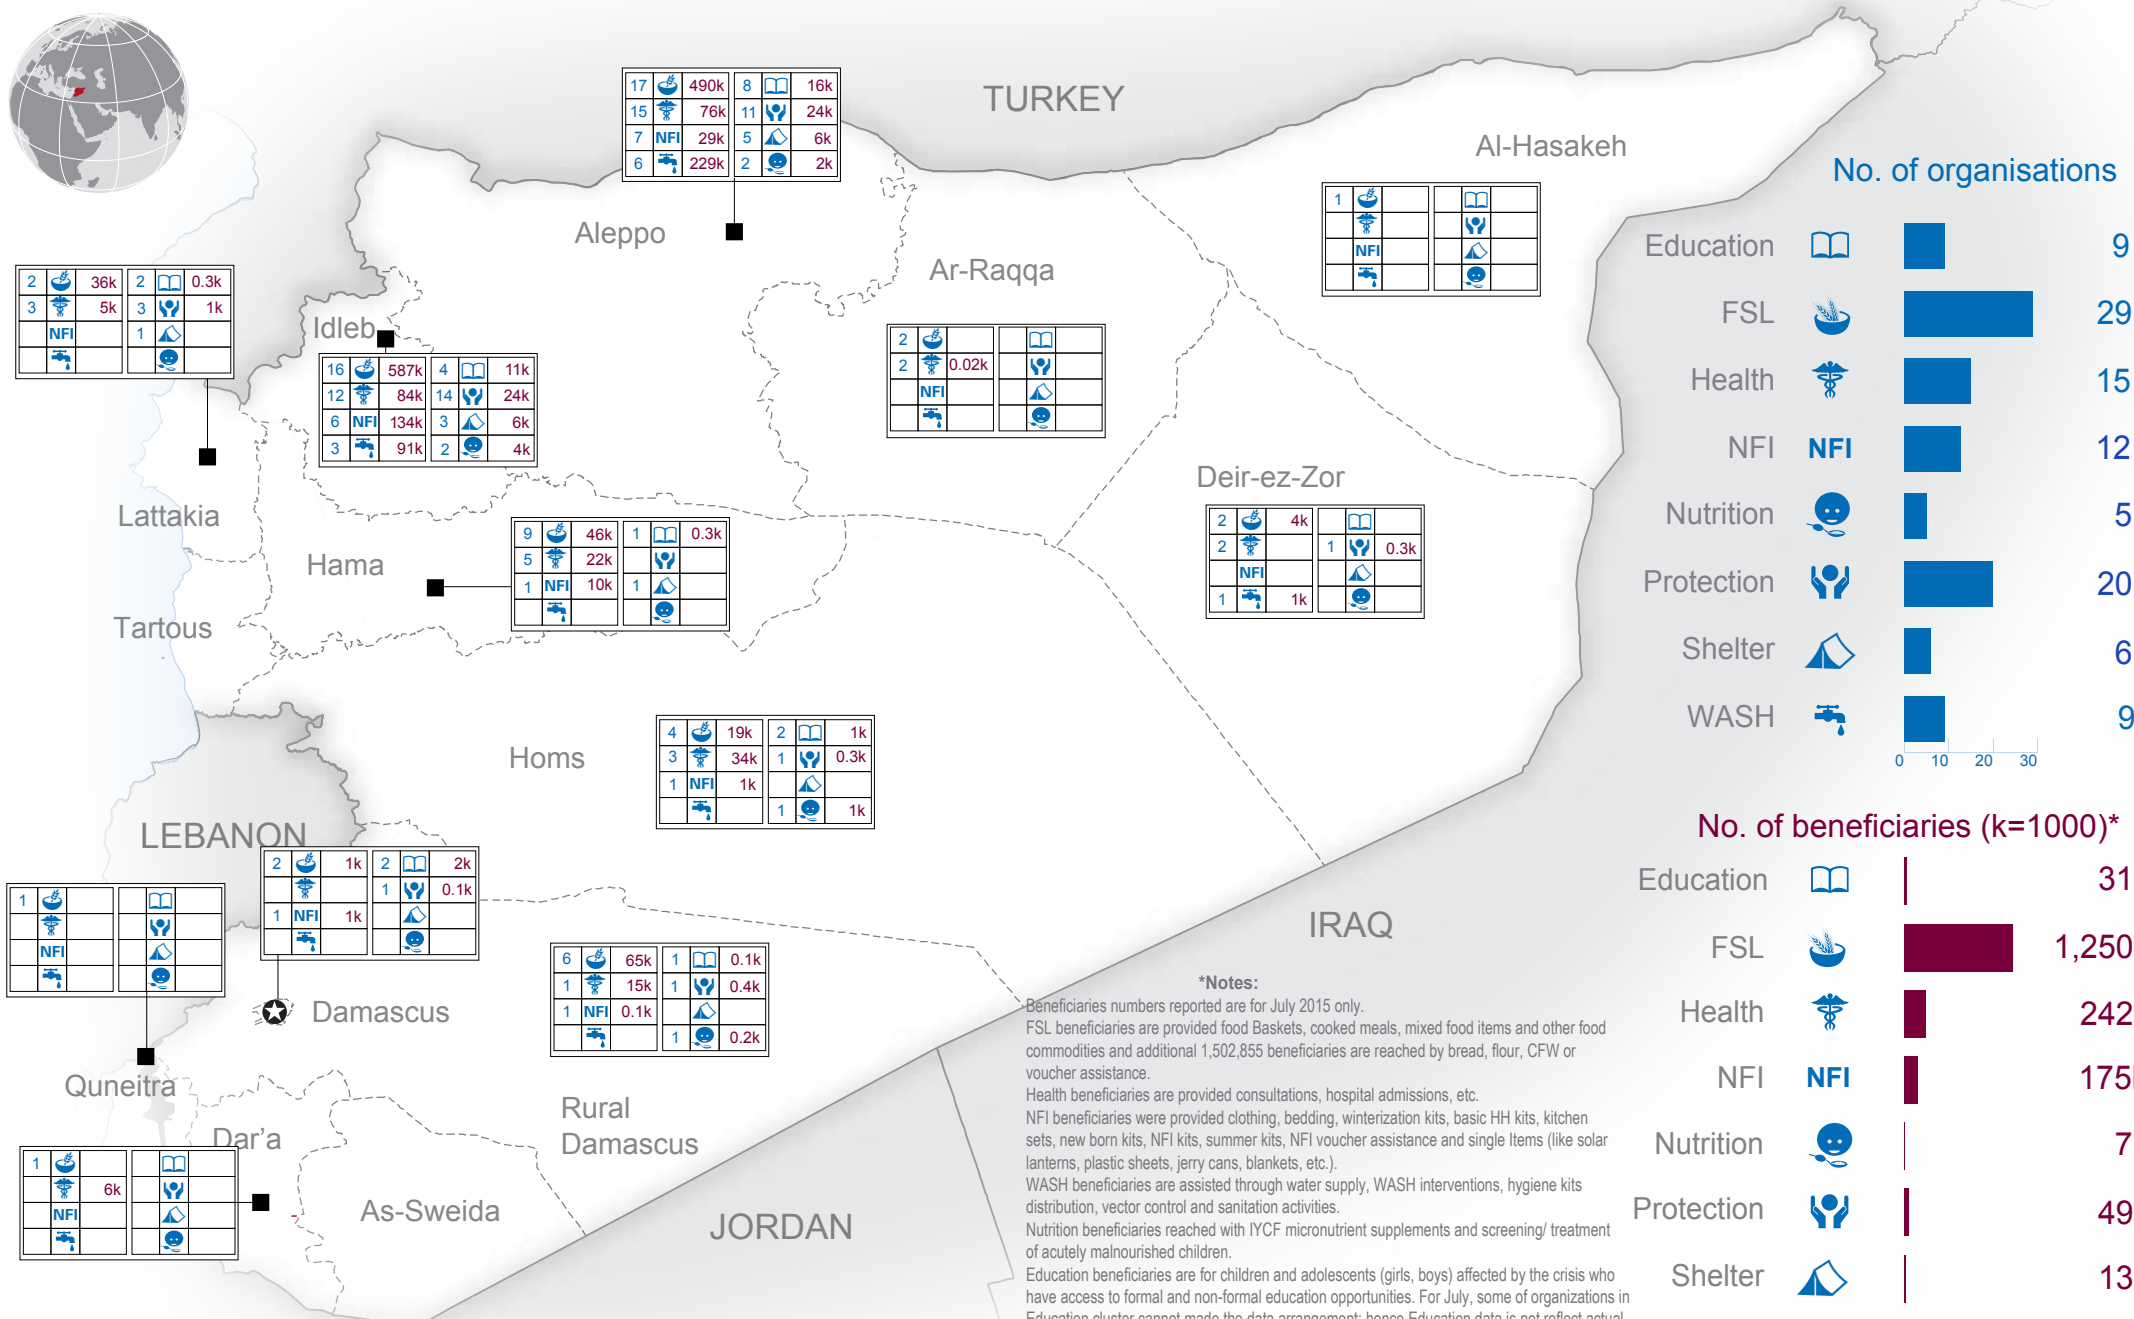 TURKEY
17 490k 8 16k
15 76k 11 24k
7 NFI 29k 5 6k
6 229k 2 2k
Aleppo
Al-Hasakeh
1
NFI
Ar-Raqqa
2
2 0.02k
NFI
2 36k 2 0.3k
3 5k 3 1k
NFI 1
Lattakia
Idleb
16 587k 4 11k
12 84k 14 24k
6 NFI 134k 3 6k
3 91k 2 4k
Deir-ez-Zor
2 4k
2 1 0.3k
NFI
1 1k
Hama
9 46k 1 0.3k
5 22k
1 NFI 10k 1
Tartous
Homs
4 19k 2 1k
3 34k 1 0.3k
1 NFI 1k
1 1k
LEBANON
2 1k 2 2k
1 0.1k
1 NFI 1k
Damascus
1
NFI
Quneitra
6 65k 1 0.1k
1 15k 1 0.4k
1 NFI 0.1k
1 0.2k
Rural
Damascus
Dar'a
1
6k
NFI
As-Sweida
JORDAN
IRAQ
No. of organisations
Education 9
FSL 29
Health 15
NFI NFI 12
Nutrition 5
Protection 20
Shelter 6
WASH 9
0 10 20 30
No. of beneficiaries (k=1000)*
Education 31
FSL 1,250
Health 242
NFI NFI 175
Nutrition 7
Protection 49
Shelter 13
*Notes:
Beneficiaries numbers reported are for July 2015 only.
FSL beneficiaries are provided food Baskets, cooked meals, mixed food items and other food
commodities and additional 1,502,855 beneficiaries are reached by bread, flour, CFW or
voucher assistance.
Health beneficiaries are provided consultations, hospital admissions, etc.
NFI beneficiaries were provided clothing, bedding, winterization kits, basic HH kits, kitchen
sets, new born kits, NFI kits, summer kits, NFI voucher assistance and single Items (like solar
lanterns, plastic sheets, jerry cans, blankets, etc.).
WASH beneficiaries are assisted through water supply, WASH interventions, hygiene kits
distribution, vector control and sanitation activities.
Nutrition beneficiaries reached with IYCF micronutrient supplements and screening/ treatment
of acutely malnourished children.
Education beneficiaries are for children and adolescents (girls, boys) affected by the crisis who
have access to formal and non-formal education opportunities. For July, some of organizations in
Education cluster cannot made the data arrangement; hence Education data is not reflect actual